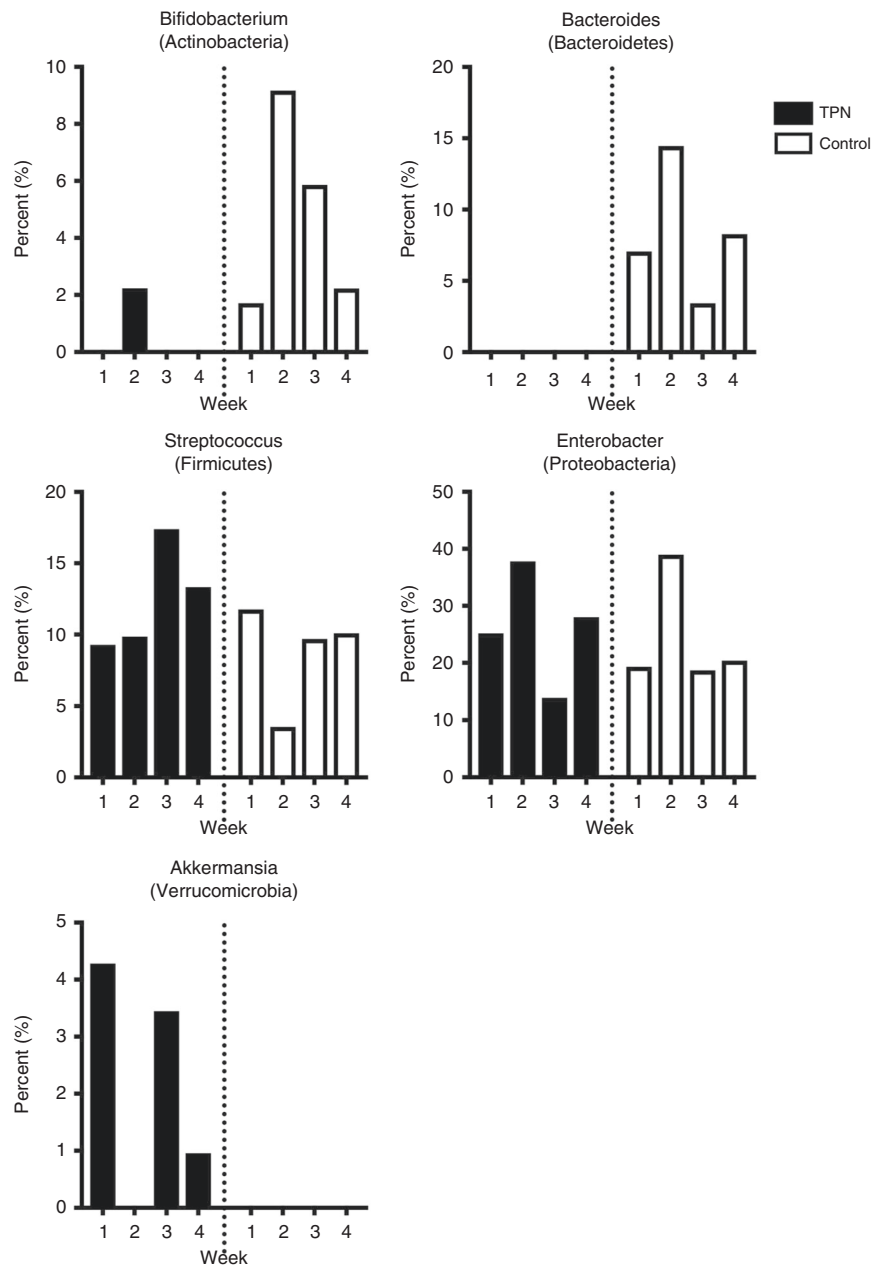 Bifidobacterium
(Actinobacteria)
10
8
6
4
2
0
Percent (%)
1 2 3 4 1 2 3 4
Week
Bacteroides
(Bacteroidetes)
20
15
10
5
0
Percent (%)
1 2 3 4 1 2 3 4
Week
TPN
Control
Streptococcus
(Firmicutes)
20
15
10
5
0
Percent (%)
1 2 3 4 1 2 3 4
Week
Enterobacter
(Proteobacteria)
50
40
30
20
10
0
Percent (%)
1 2 3 4 1 2 3 4
Week
Akkermansia
(Verrucomicrobia)
5
4
3
2
1
0
Percent (%)
1 2 3 4 1 2 3 4
Week